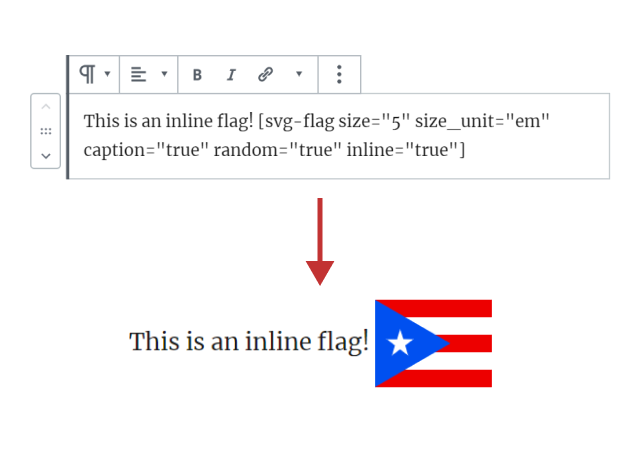 B I
This is an inline flag! [svg-flag size="5" size_unit="em"
caption="true" random="true" inline="true"]
This is an inline flag!